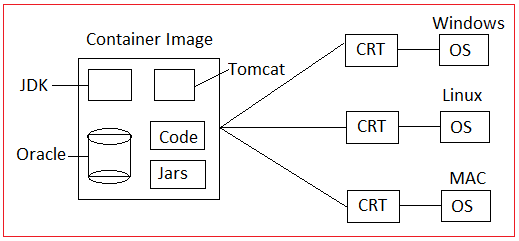 Container Image
JDK
Tomcat
Oracle
Code
Jars
Windows
CRT
OS
Linux
CRT
OS
MAC
CRT
OS